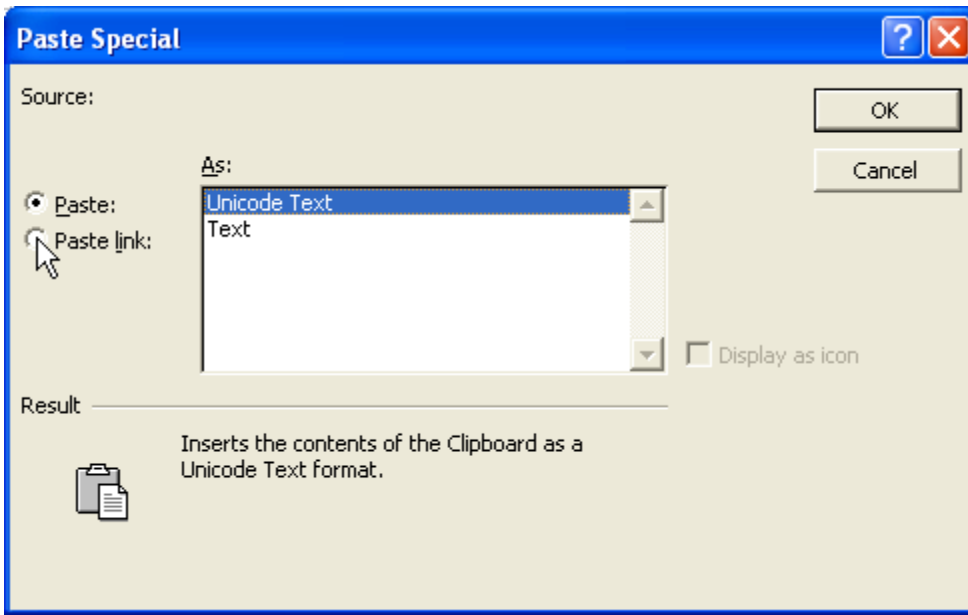 Paste Special
Source:
OK
As:
Cancel
Paste:
Unicode Text
Paste link:
Text
Display as icon
Result
Inserts the contents of the Clipboard as a
Unicode Text format.